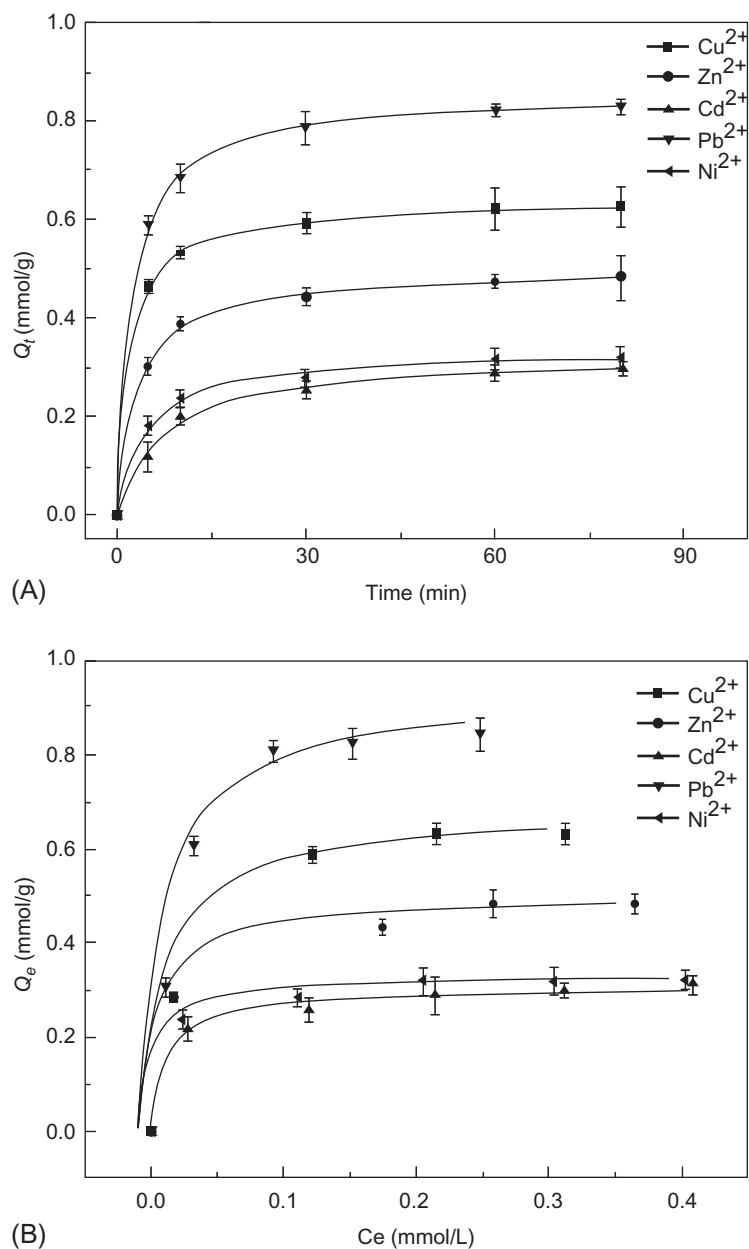 1.0
0.8
0.6
0.4
0.2
0.0
Qt (mmol/g)
Cu2+
Zn2+
Cd2+
Pb2+
Ni2+
0
30
60
90
Time (min)
(A)
1.0
0.8
0.6
0.4
0.2
0.0
Qe (mmol/g)
Cu2+
Zn2+
Cd2+
Pb2+
Ni2+
0.0
0.1
0.2
0.3
0.4
Ce (mmol/L)
(B)